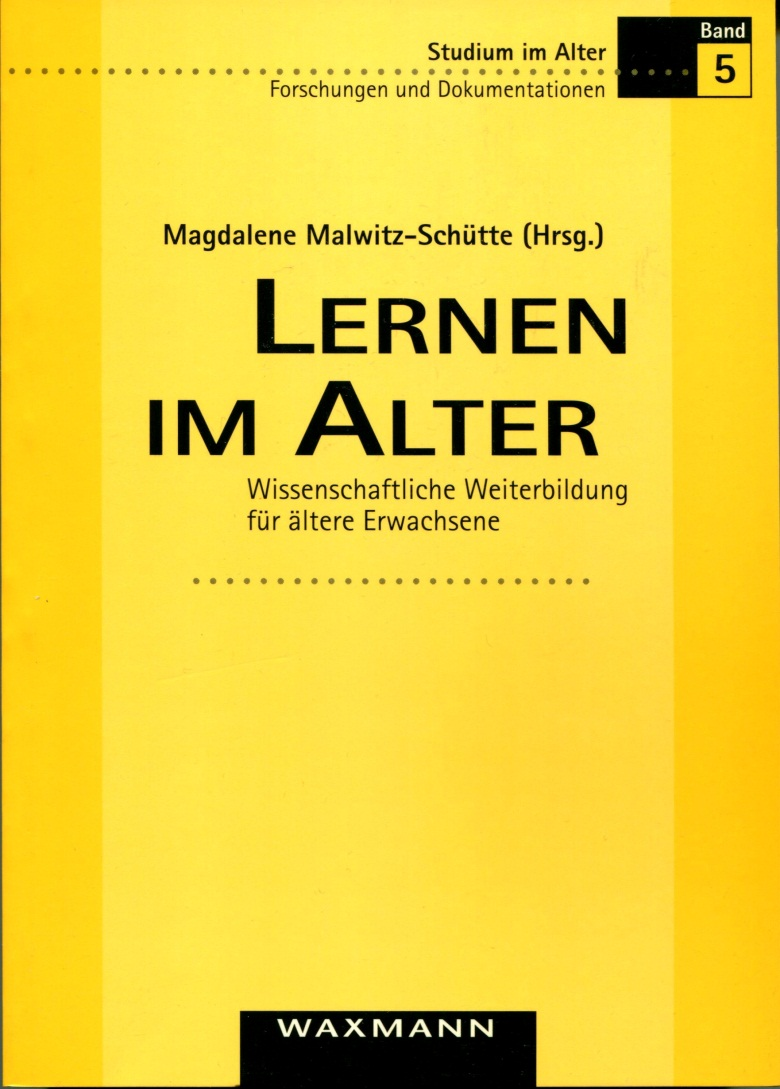 Studium im Alter
Forschungen und Dokumentationen
Band
5
Magdalene Malwitz-Schütte (Hrsg.)
LERNEN
IM ALTER
Wissenschaftliche Weiterbildung
für ältere Erwachsene
WAXMANN